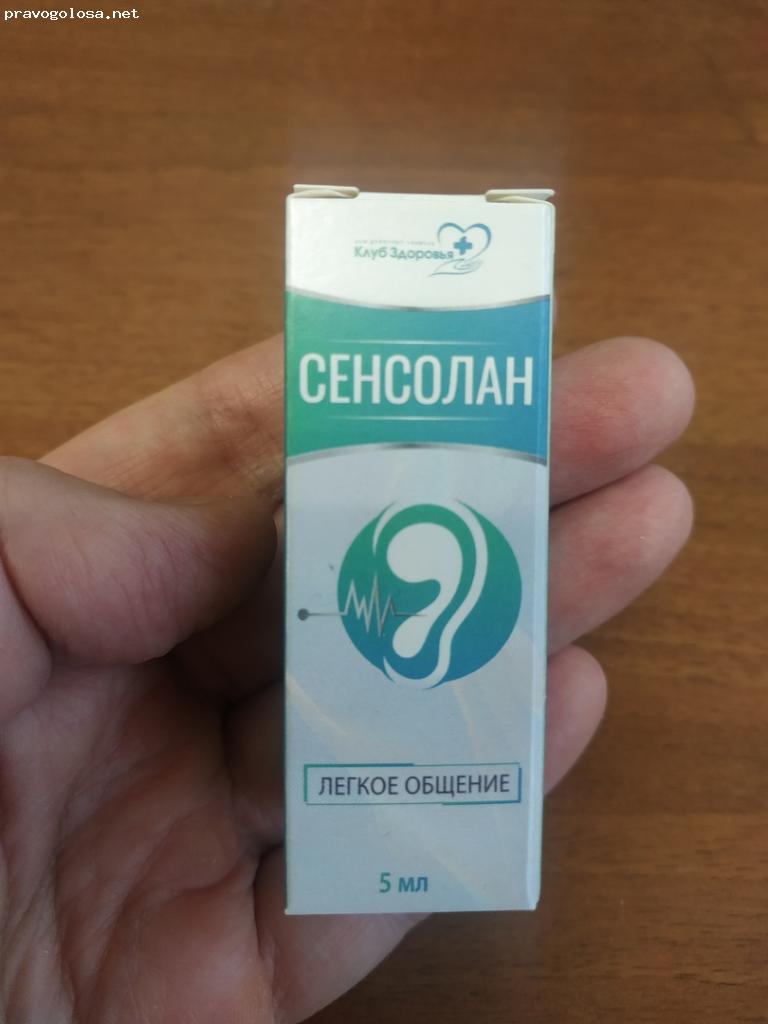 pravogolosa.net
Клуб Здоровья
СЕНСОЛАН
ЛЕГКОЕ ОБЩЕНИЕ
5 мл